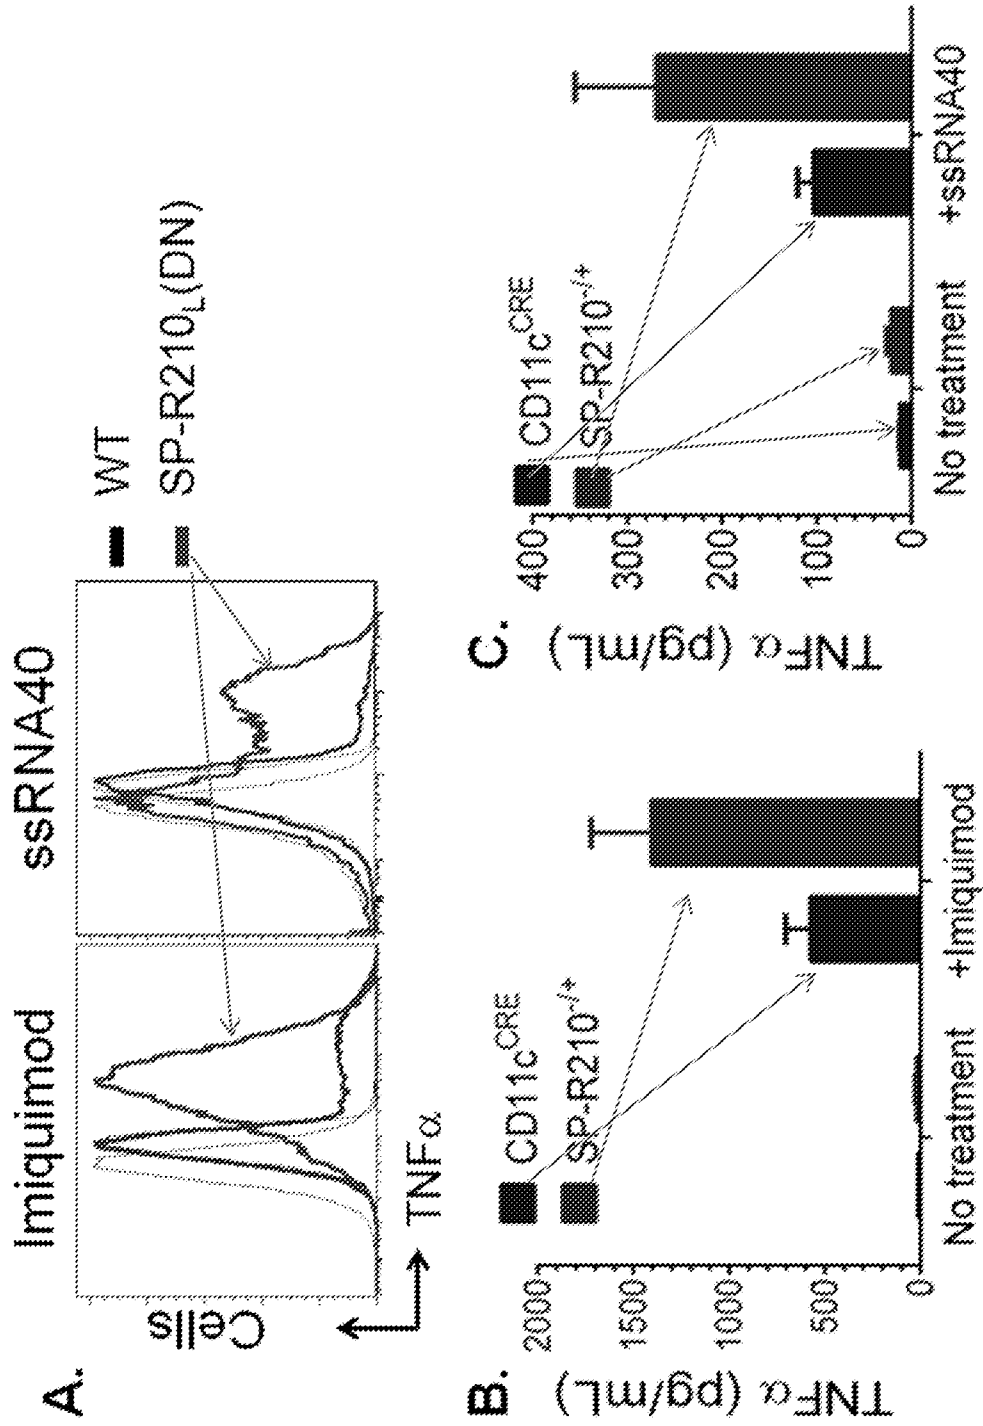 A.
Imiquimod
ssRNA40
WT
SP-R210L(DN)
Cells
TNFα
B.
TNFα (pg/mL)
2000
1500
1000
500
0
CD11cCRE
SP-R210-/+
No treatment
+Imiquimod
C.
TNFα (pg/mL)
400
300
200
100
0
CD11cCRE
SP-R210-/+
No treatment
+ssRNA40